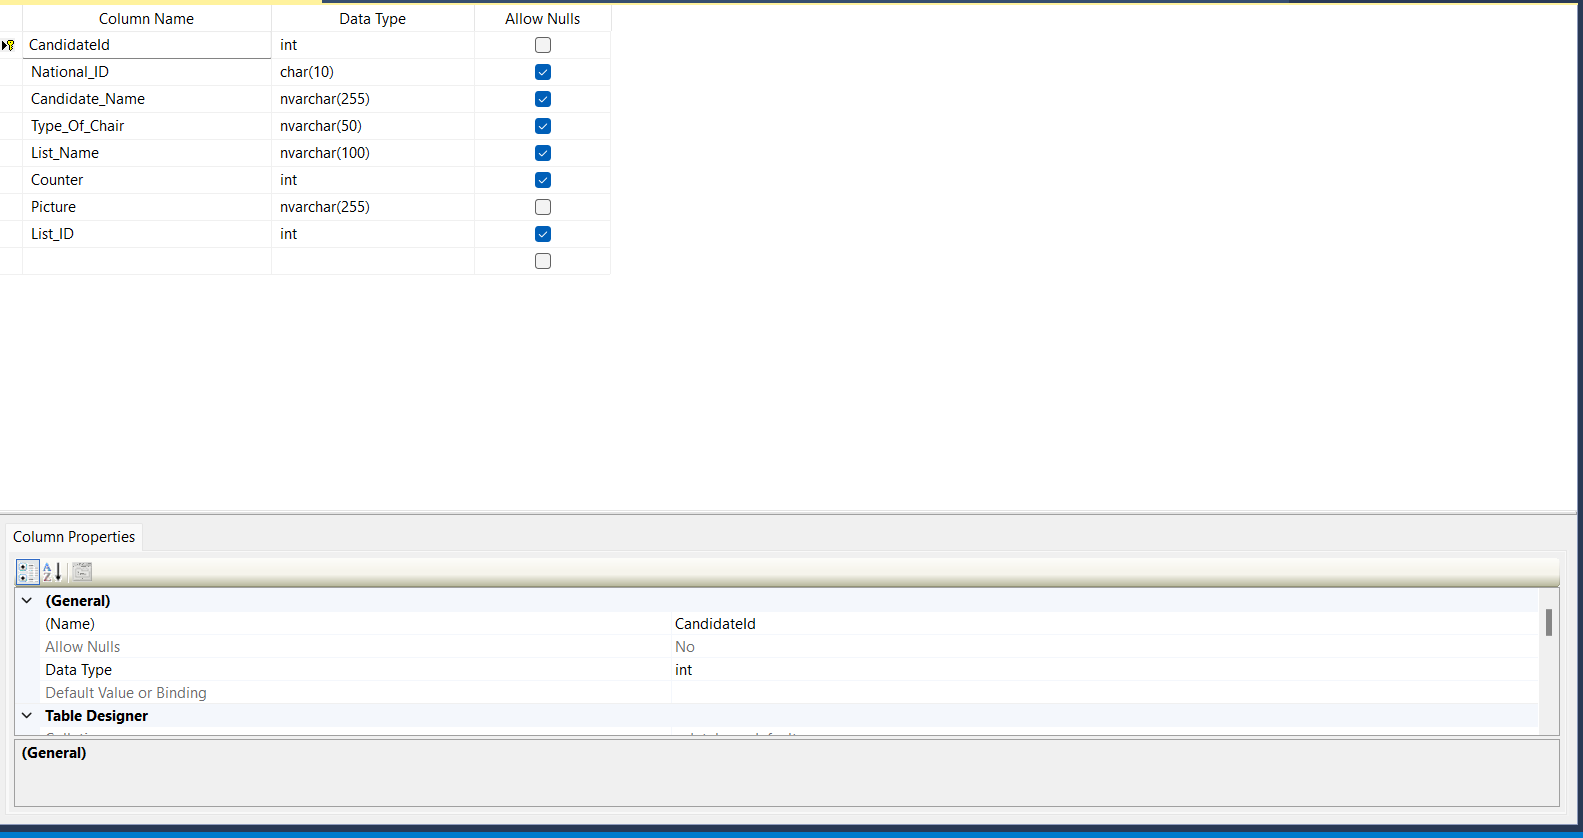 Column Name Data Type Allow Nulls
CandidateId int
National_ID char(10)
Candidate_Name nvarchar(255)
Type_Of_Chair nvarchar(50)
List_Name nvarchar(100)
Counter int
Picture nvarchar(255)
List_ID int
Column Properties
(General)
(Name) CandidateId
Allow Nulls No
Data Type int
Default Value or Binding
Table Designer
(General)